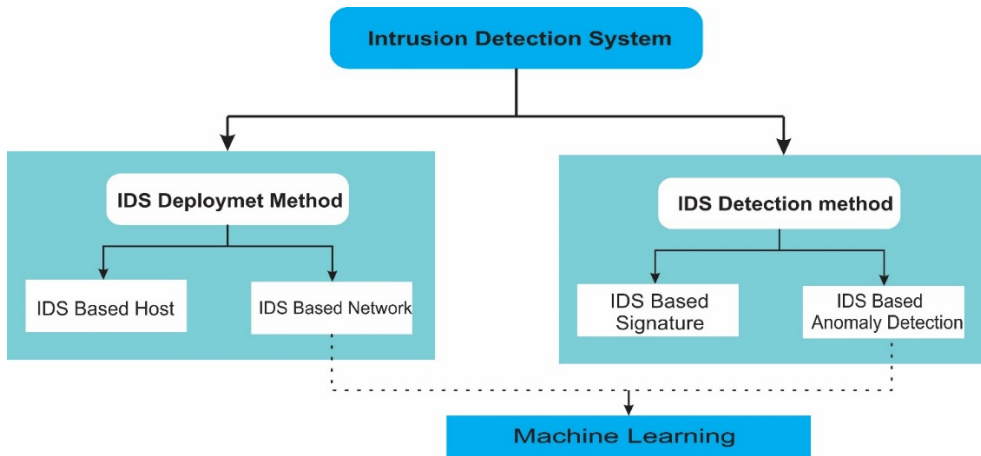 Intrusion Detection System
IDS Deploymet Method
IDS Based Host
IDS Based Network
IDS Detection method
IDS Based
Signature
IDS Based
Anomaly Detection
Machine Learning